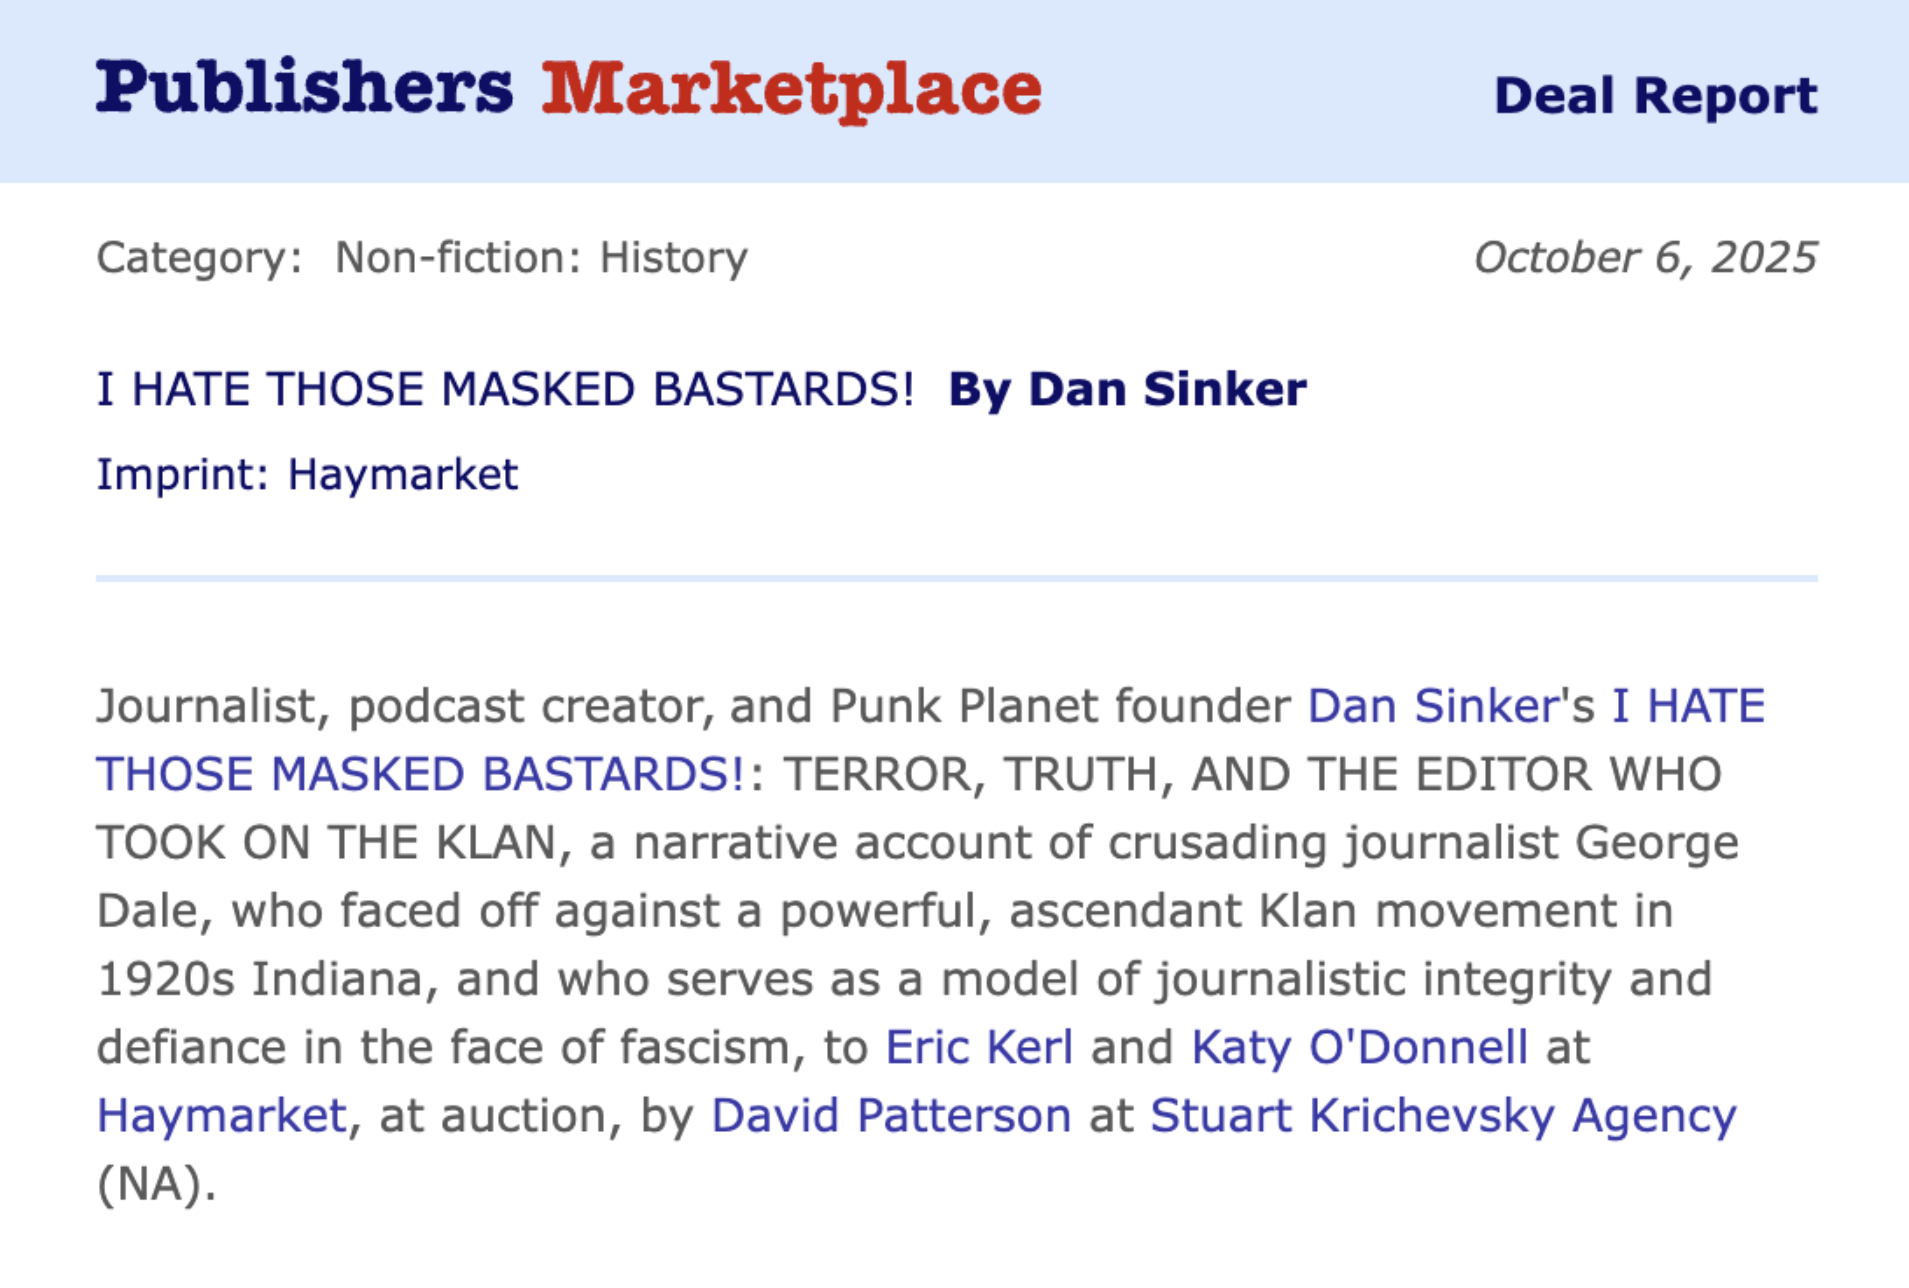 Publishers Marketplace Deal Report
Category: Non-fiction: History October 6, 2025
I HATE THOSE MASKED BASTARDS! By Dan Sinker
Imprint: Haymarket
Journalist, podcast creator, and Punk Planet founder Dan Sinker's I HATE
THOSE MASKED BASTARDS!: TERROR, TRUTH, AND THE EDITOR WHO
TOOK ON THE KLAN, a narrative account of crusading journalist George
Dale, who faced off against a powerful, ascendant Klan movement in
1920s Indiana, and who serves as a model of journalistic integrity and
defiance in the face of fascism, to Eric Kerl and Katy O'Donnell at
Haymarket, at auction, by David Patterson at Stuart Krichevsky Agency
(NA).